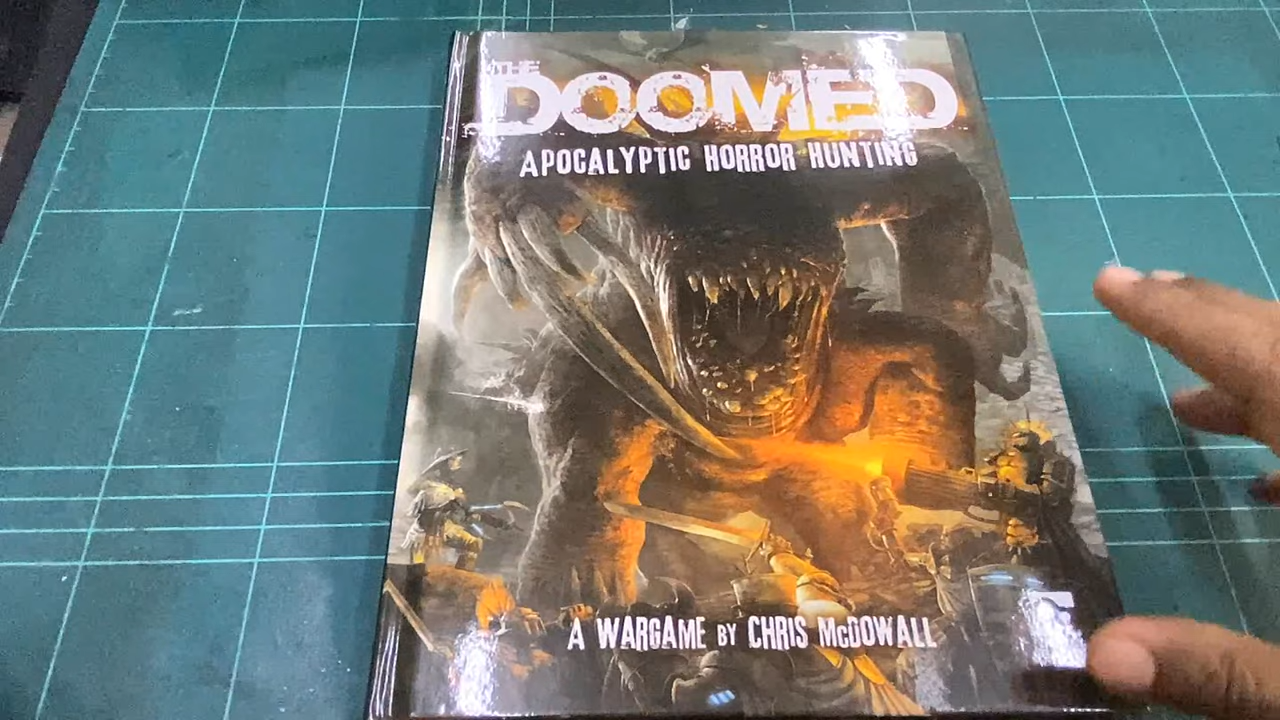 THE
DOOMED
APOCALYPTIC HORROR HUNTING
A WARGAME BY CHRIS McDOWALL